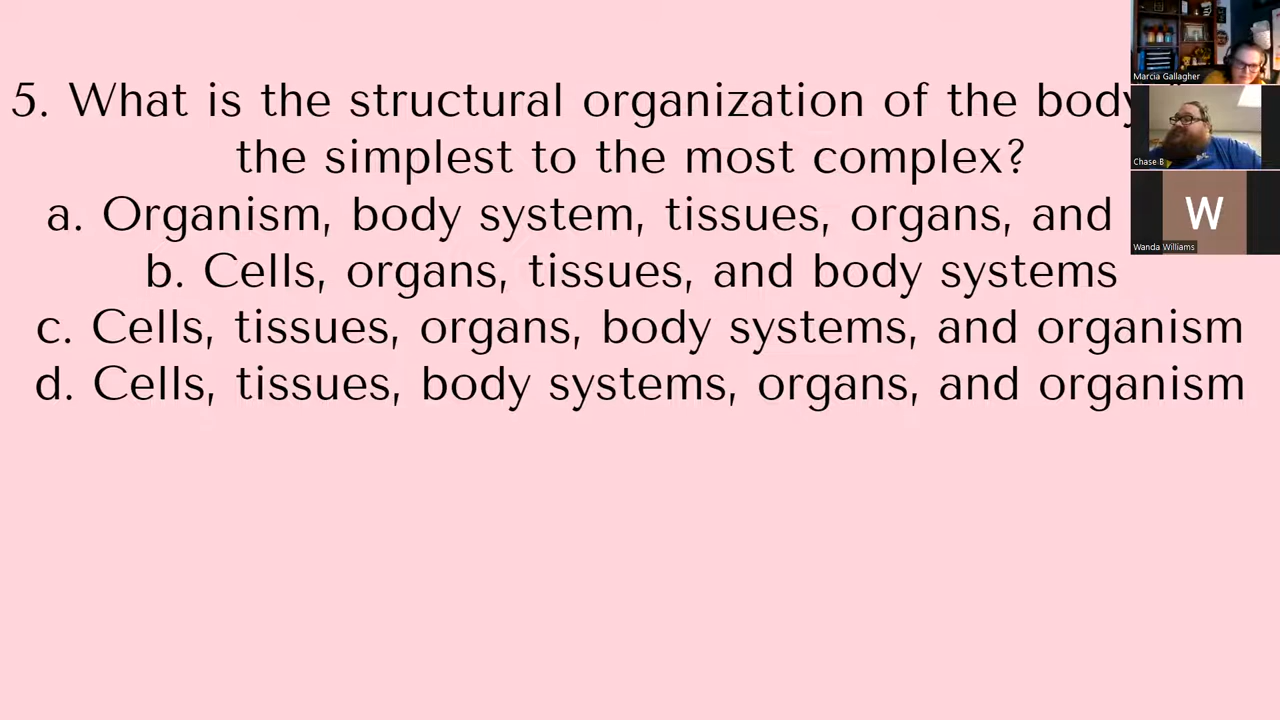 5. What is the structural organization of the body
the simplest to the most complex?
a. Organism, body system, tissues, organs, and
b. Cells, organs, tissues, and body systems
c. Cells, tissues, organs, body systems, and organism
d. Cells, tissues, body systems, organs, and organism
Marcia Gallagher
Chase B
W
Wanda Williams